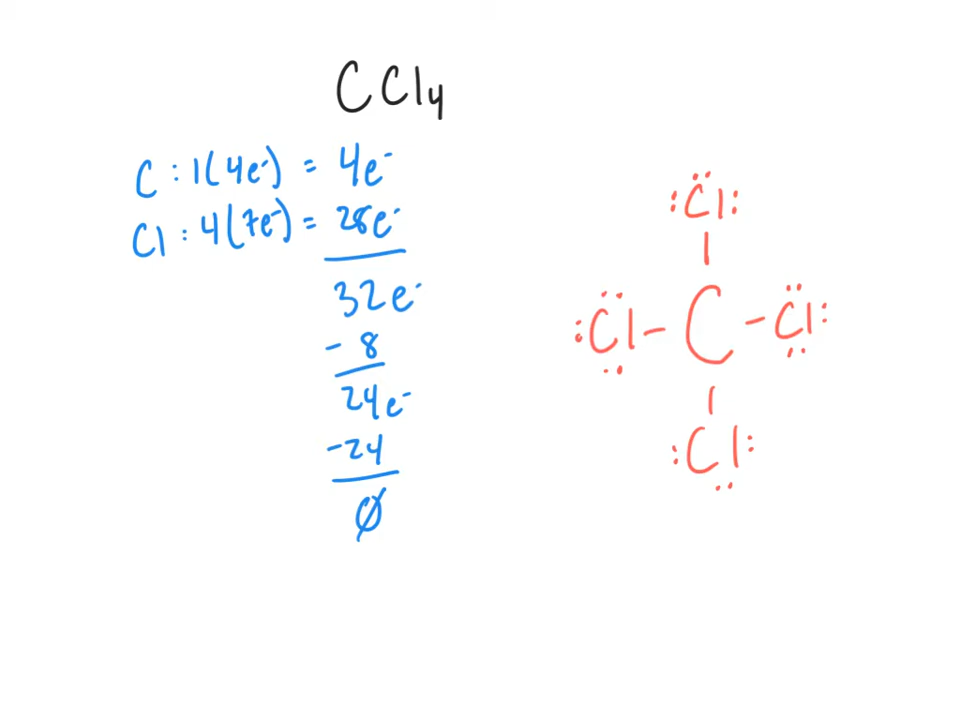 CCl4
C : 1(4e-) = 4e-
Cl : 4(7e-) = 28e-
32e-
- 8
24e-
-24
∅
:Cl:
|
:Cl - C - Cl:
|
:Cl: